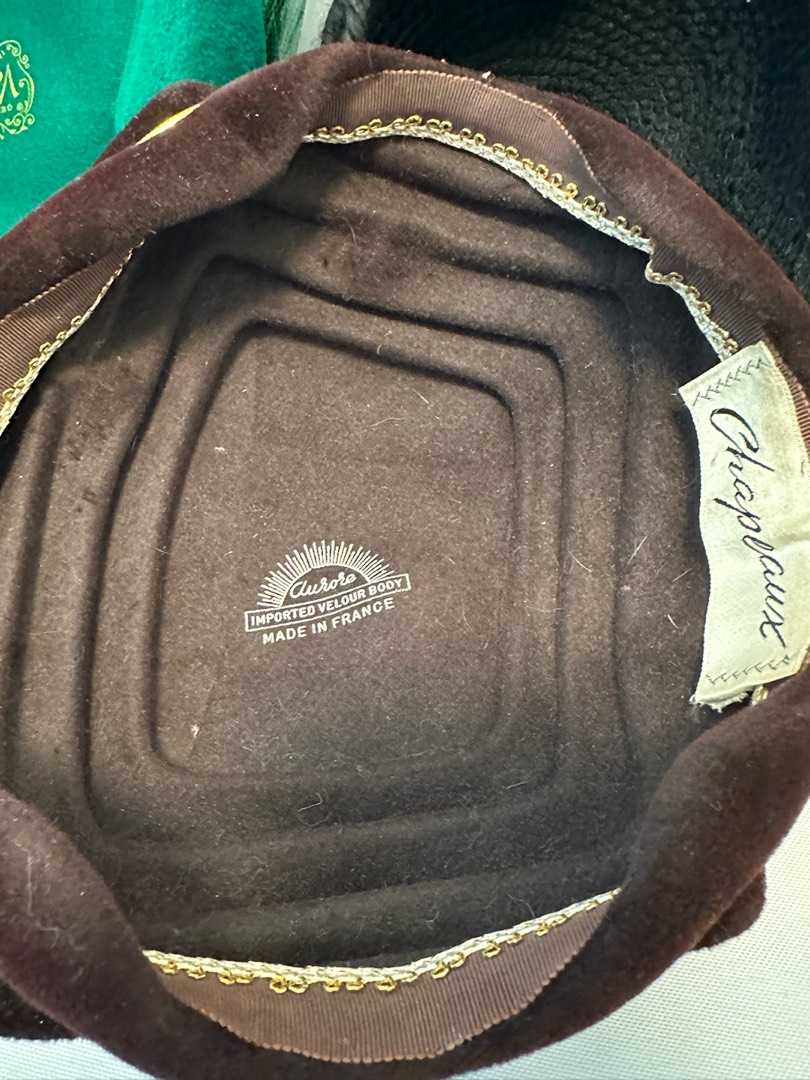 Aurore
IMPORTED VELOUR BODY
MADE IN FRANCE
Chapeaux